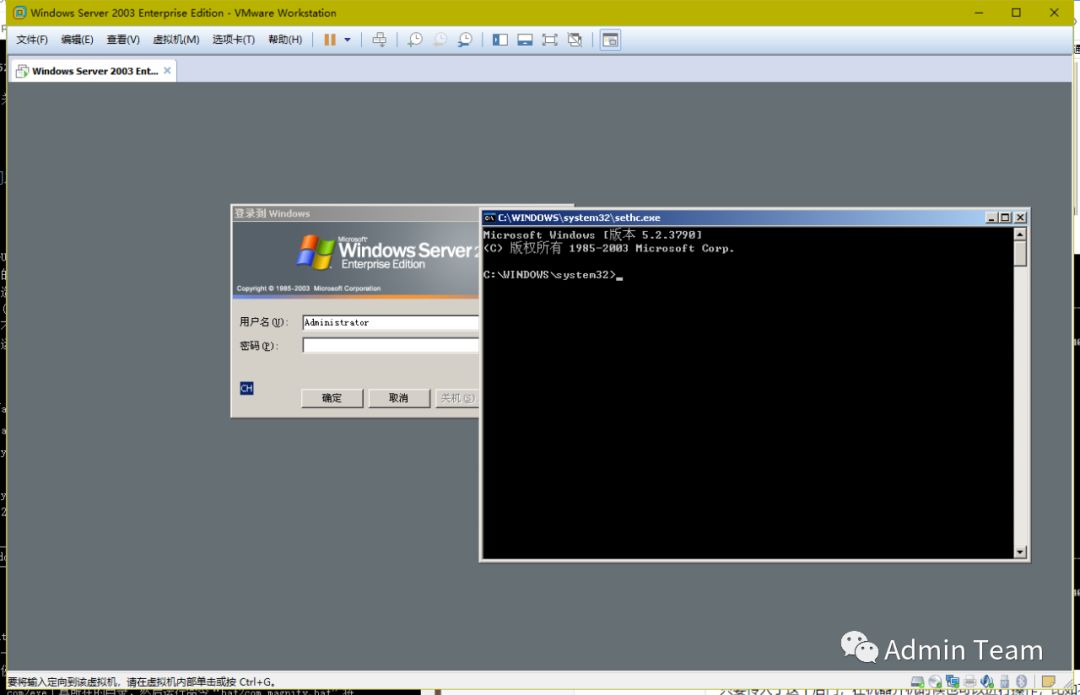 Windows Server 2003 Enterprise Edition - VMware Workstation
文件(F) 编辑(E) 查看(V) 虚拟机(M) 选项卡(T) 帮助(H)
Windows Server 2003 Ent...
登录到 Windows
Microsoft
Windows Server
Enterprise Edition
Copyright © 1985-2003 Microsoft Corporation
用户名(U): Administrator
密码(P):
CH
确定 取消 关机(S)
C:\WINDOWS\system32\sethc.exe
Microsoft Windows [版本 5.2.3790]
(C) 版权所有 1985-2003 Microsoft Corp.
C:\WINDOWS\system32>
Admin Team
要将输入定向到该虚拟机，请在虚拟机内部单击或按 Ctrl+G。